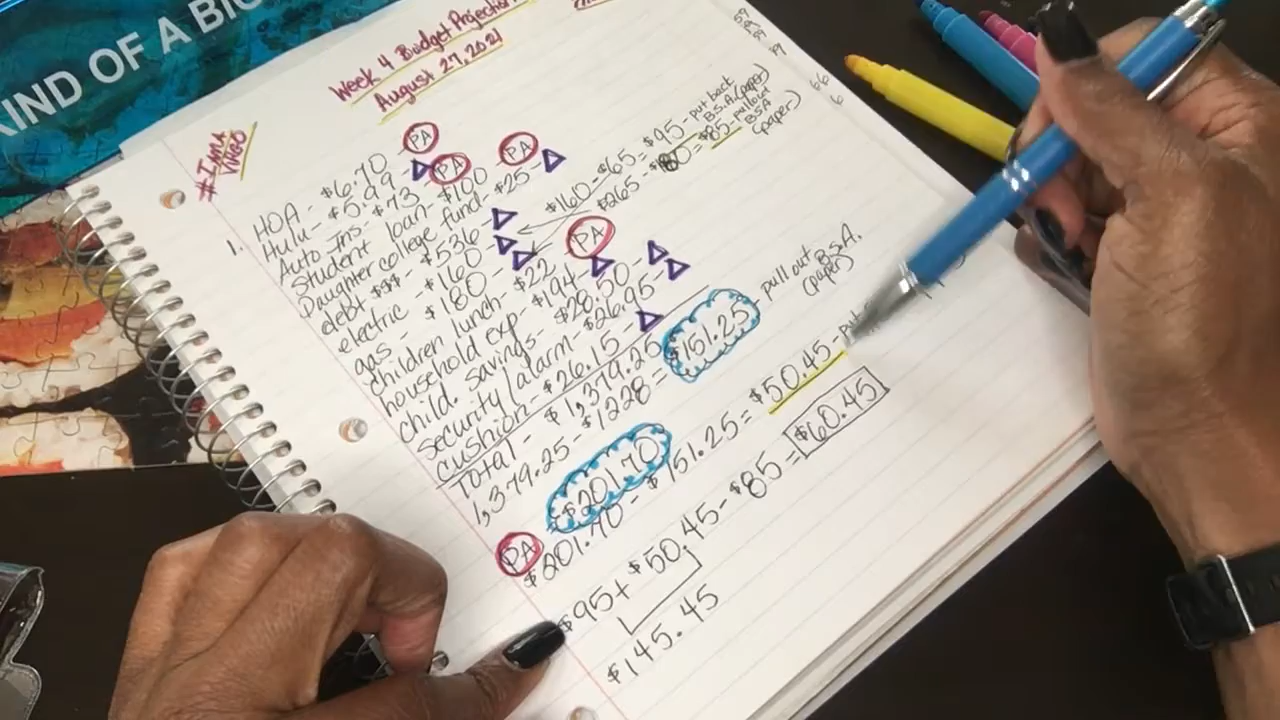 KIND OF A BIG
Week 4 Budget Projection
August 27, 2021
#IMA
VWBO
1. HOA - $6.70 PA
Hulu - $5.99
Auto Ins. - $73 PA
Student loan - $100 PA
Daughter college fund - $25
debt $$$ - $536
electric - $160
gas - $180
children lunch - $22 PA
household exp - $194
child. savings - $28.50
security/alarm - $26.95
cushion - $26.15
Total - $1,379.25
1,379.25 - $1228 = $151.25 - pull out B.S.A. (paper)
$160 - $65 = $95 - put back B.S.A. (paper)
$265 - $180 = $85 - pull out BSA (paper)
PA $201.70
$201.70 - $151.25 = $50.45 - put
$95 + $50.45 - $85 = $60.45
$145.45